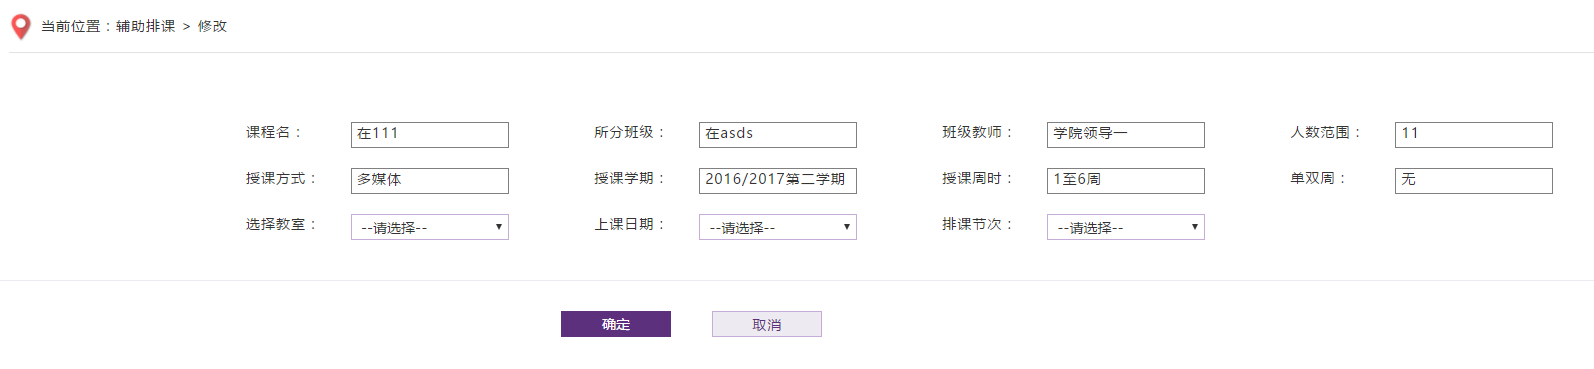 当前位置：辅助排课 > 修改
课程名： 在111 所分班级： 在asds 班级教师： 学院领导一 人数范围： 11
授课方式： 多媒体 授课学期： 2016/2017第二学期 授课周时： 1至6周 单双周： 无
选择教室： --请选择-- 上课日期： --请选择-- 排课节次： --请选择--
确定 取消